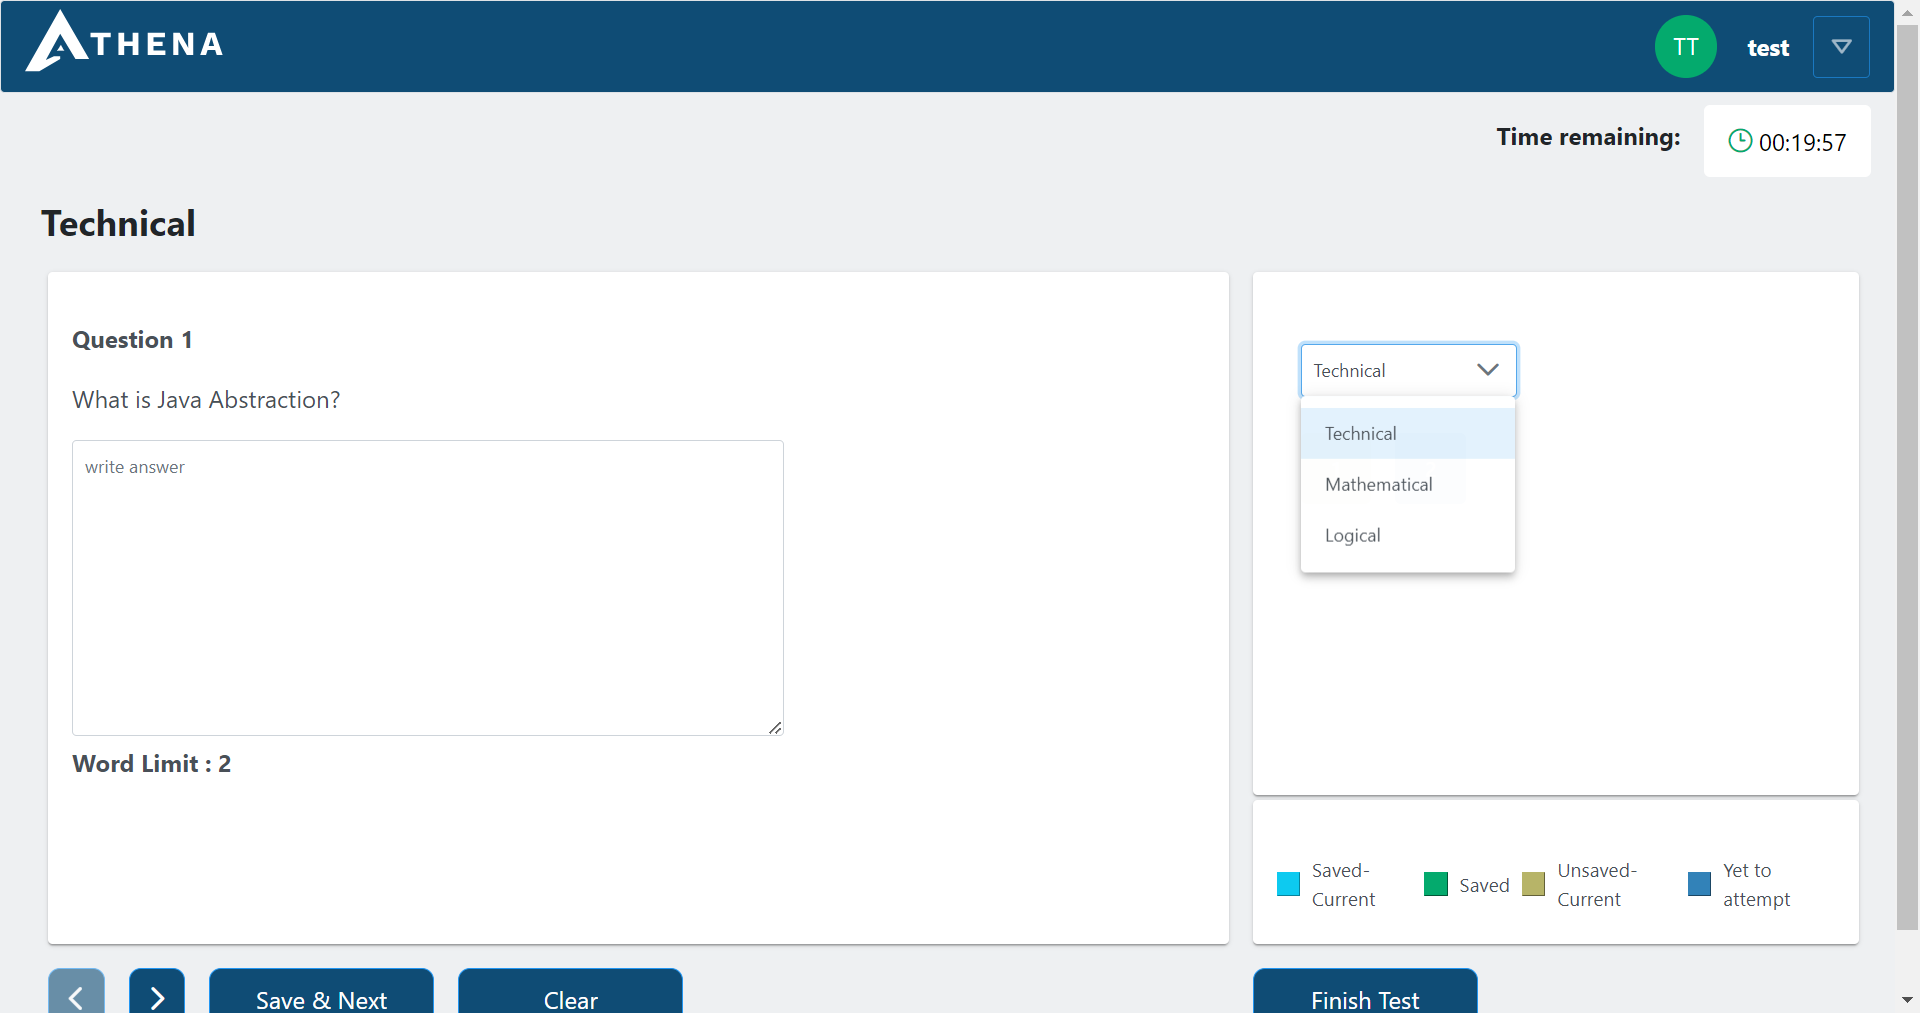 ATHENA
TT
test
Time remaining:
00:19:57
Technical
Question 1
What is Java Abstraction?
write answer
Word Limit : 2
Technical
Technical
Mathematical
Logical
Saved-
Current
Saved
Unsaved-
Current
Yet to
attempt
Save & Next
Clear
Finish Test